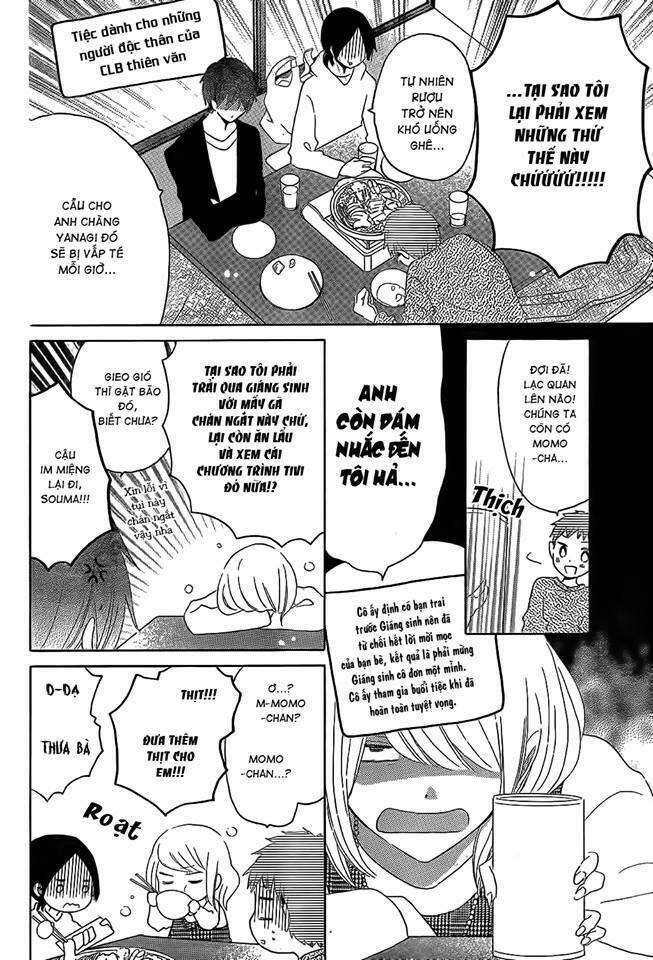 ...TẠI SAO TÔI
LẠI PHẢI XEM
NHỮNG THỨ
THẾ NÀY
CHỨỨỨỨ!!!!!
TỰ NHIÊN
RƯỢU
TRỞ NÊN
KHÓ UỐNG
GHÊ...
Tiệc dành cho những
người độc thân của
CLB thiên văn
CẦU CHO
ANH CHÀNG
YANAGI ĐÓ
SẼ BỊ VẤP TÉ
MỖI GIỜ...
ĐỢI ĐÃ!
LẠC QUAN
LÊN NÀO!
CHÚNG TA
CÒN CÓ
MOMO
-CHA...
Thịch
ANH
CÒN DÁM
NHẮC ĐẾN
TÔI HẢ...
Cô ấy định có bạn trai
trước Giáng sinh nên đã
từ chối hết lời mời mọc
của bạn bè, kết quả là phải mừng
Giáng sinh cô đơn một mình.
Cô ấy tham gia buổi tiệc khi đã
hoàn toàn tuyệt vọng.
TẠI SAO TÔI PHẢI
TRẢI QUA GIÁNG SINH
VỚI MẤY GÃ
CHÁN NGẮT NÀY CHỨ,
LẠI CÒN ĂN LẨU
VÀ XEM CÁI
CHƯƠNG TRÌNH TIVI
ĐÓ NỮA!?
GIEO GIÓ
THÌ GẶT BÃO
ĐÓ,
BIẾT CHƯA?
Xin lỗi vì
tụi này
chán ngắt
vậy nha
CẬU
IM MIỆNG
LẠI ĐI,
SOUMA!!!
Ơ...?
M-MOMO
-CHAN?
MOMO
-CHAN...?
THỊT!!!
ĐƯA THÊM
THỊT CHO
EM!!!
D-DẠ
THƯA BÀ
Roạt